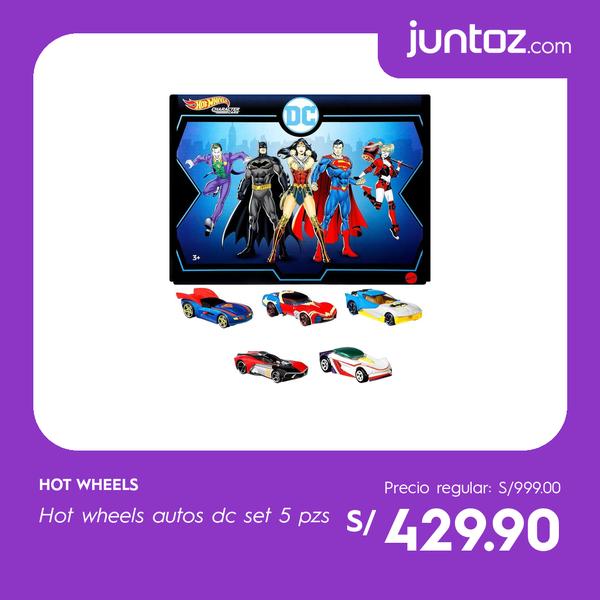 juntoz.com
HOT WHEELS
CHARACTER CARS
DC
3+
HOT WHEELS
Hot wheels autos dc set 5 pzs
Precio regular: S/999.00
S/ 429.90